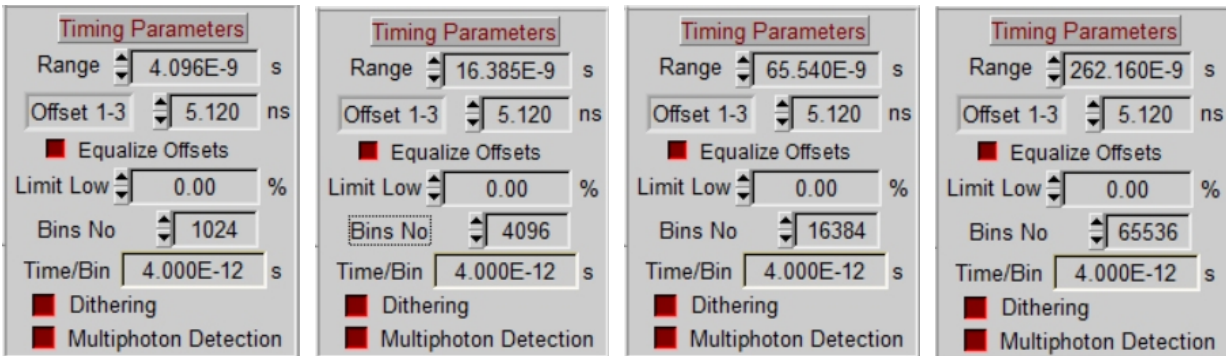 Timing Parameters
Range 4.096E-9 s
Offset 1-3 5.120 ns
Equalize Offsets
Limit Low 0.00 %
Bins No 1024
Time/Bin 4.000E-12 s
Dithering
Multiphoton Detection
Timing Parameters
Range 16.385E-9 s
Offset 1-3 5.120 ns
Equalize Offsets
Limit Low 0.00 %
Bins No 4096
Time/Bin 4.000E-12 s
Dithering
Multiphoton Detection
Timing Parameters
Range 65.540E-9 s
Offset 1-3 5.120 ns
Equalize Offsets
Limit Low 0.00 %
Bins No 16384
Time/Bin 4.000E-12 s
Dithering
Multiphoton Detection
Timing Parameters
Range 262.160E-9 s
Offset 1-3 5.120 ns
Equalize Offsets
Limit Low 0.00 %
Bins No 65536
Time/Bin 4.000E-12 s
Dithering
Multiphoton Detection